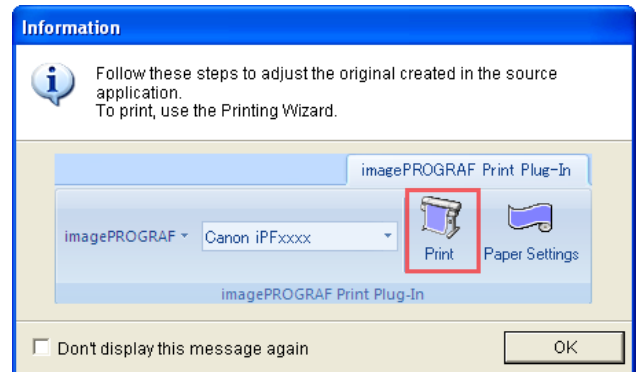 Information
Follow these steps to adjust the original created in the source
application.
To print, use the Printing Wizard.
imagePROGRAF Print Plug-In
imagePROGRAF
Canon iPFxxxx
Print
Paper Settings
imagePROGRAF Print Plug-In
Don't display this message again
OK